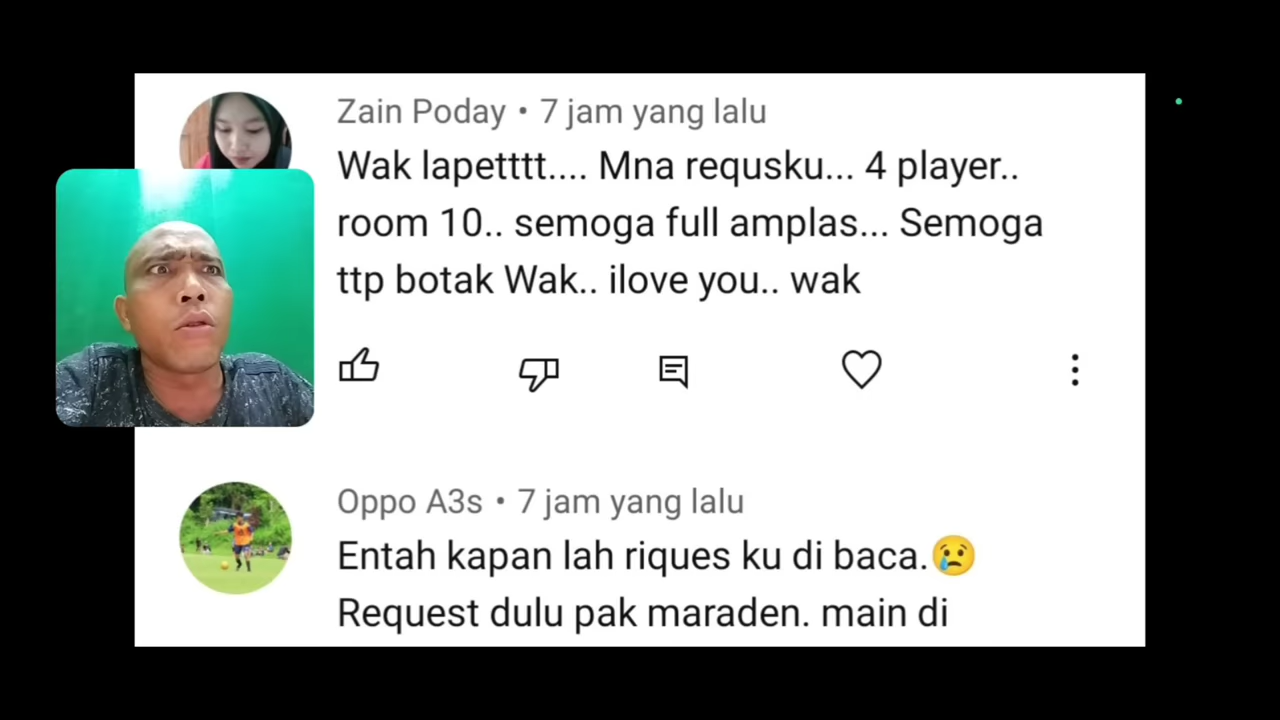 Zain Poday • 7 jam yang lalu
Wak lapetttt.... Mna requsku... 4 player..
room 10.. semoga full amplas... Semoga
ttp botak Wak.. ilove you.. wak
Oppo A3s • 7 jam yang lalu
Entah kapan lah riques ku di baca.😢
Request dulu pak maraden. main di